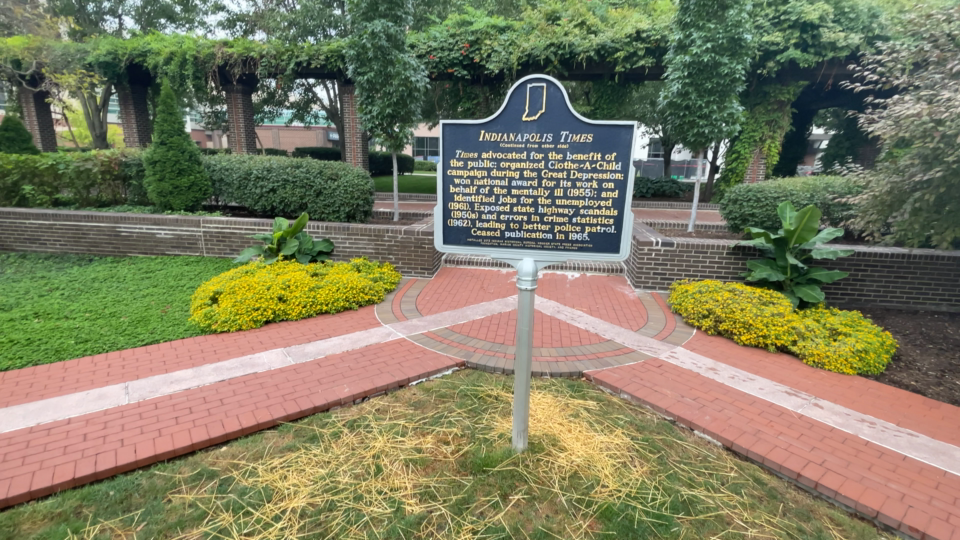 INDIANAPOLIS TIMES
(Continued from other side)
Times advocated for the benefit of
the public; organized Clothe-A-Child
campaign during the Great Depression;
won national award for its work on
behalf of the mentally ill (1955); and
identified jobs for the unemployed
(1961). Exposed state highway scandals
(1950s) and errors in crime statistics
(1962), leading to better police patrol.
Ceased publication in 1965.